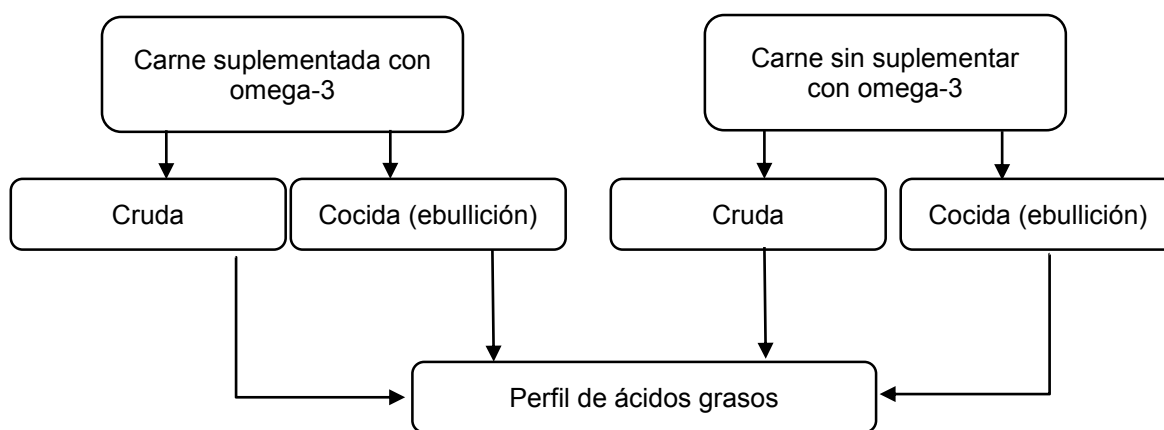 Carne suplementada con
omega-3
Carne sin suplementar
con omega-3
Cruda
Cocida (ebullición)
Cruda
Cocida (ebullición)
Perfil de ácidos grasos